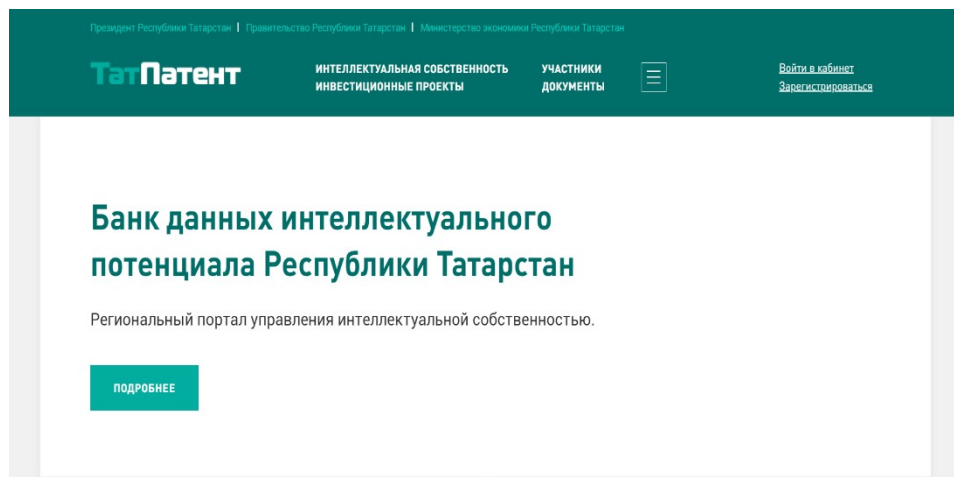 Президент Республики Татарстан | Правительство Республики Татарстан | Министерство экономики Республики Татарстан
ТатПатент
ИНТЕЛЛЕКТУАЛЬНАЯ СОБСТВЕННОСТЬ
ИНВЕСТИЦИОННЫЕ ПРОЕКТЫ
УЧАСТНИКИ
ДОКУМЕНТЫ
Войти в кабинет
Зарегистрироваться
Банк данных интеллектуального
потенциала Республики Татарстан
Региональный портал управления интеллектуальной собственностью.
ПОДРОБНЕЕ